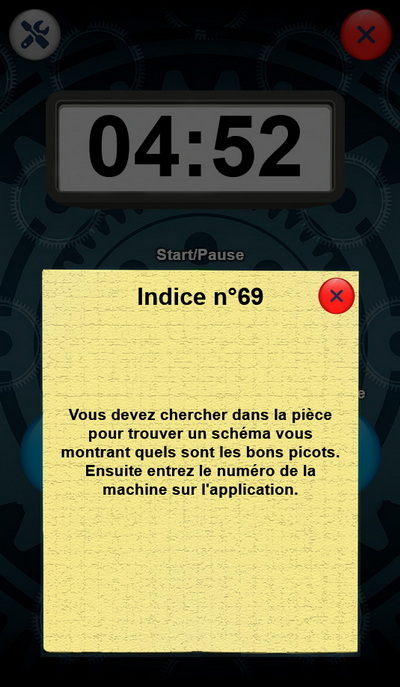 04:52
Start/Pause
Indice n°69
e
Vous devez chercher dans la pièce
pour trouver un schéma vous
montrant quels sont les bons picots.
Ensuite entrez le numéro de la
machine sur l'application.